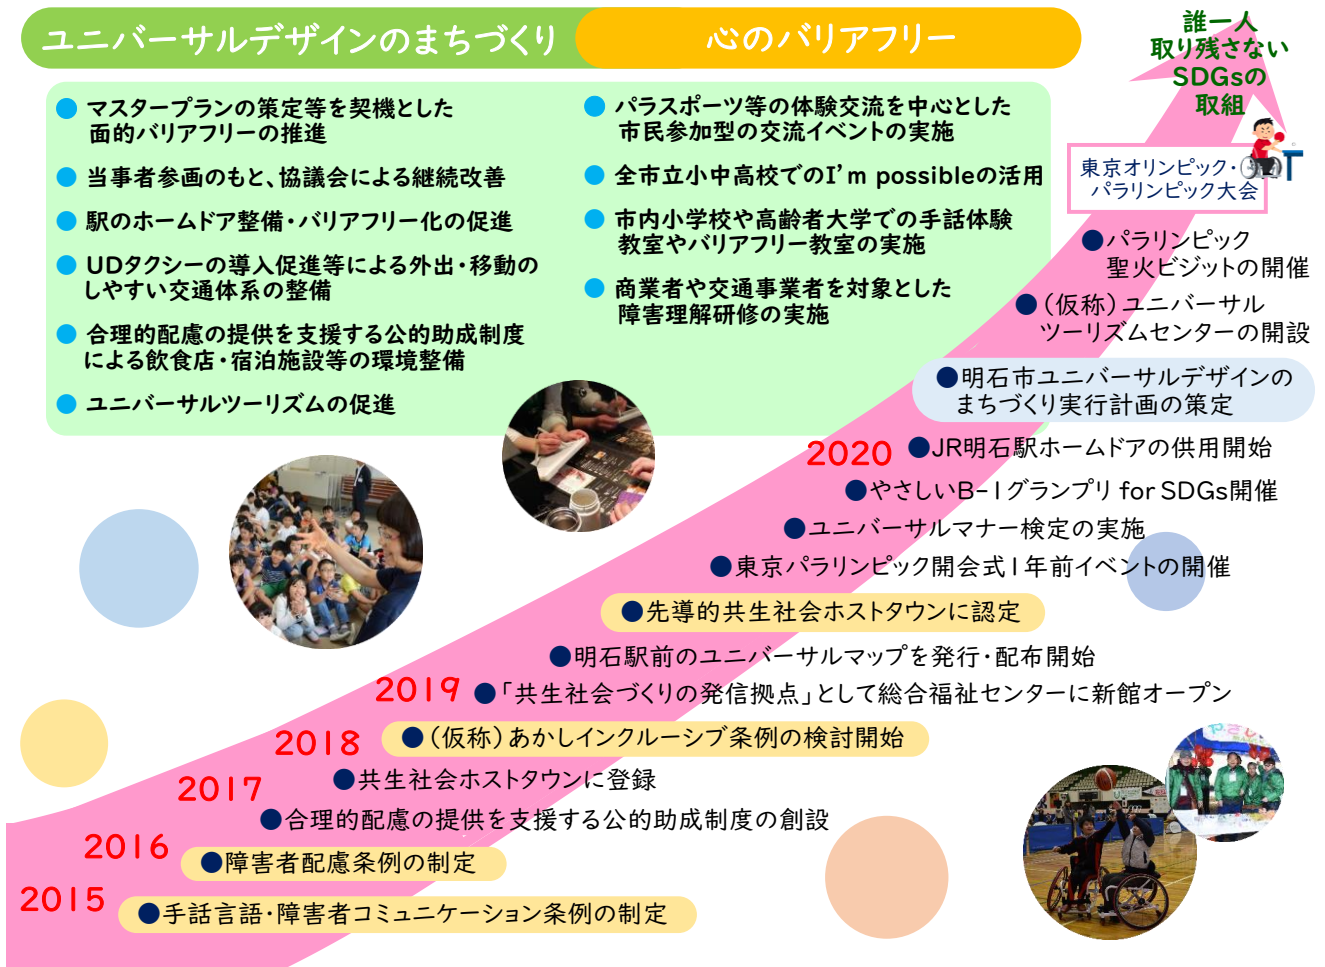 ユニバーサルデザインのまちづくり
心のバリアフリー
誰一人
取り残さない
SDGsの
取組
● マスタープランの策定等を契機とした
面的バリアフリーの推進
● 当事者参画のもと、協議会による継続改善
● 駅のホームドア整備・バリアフリー化の促進
● UDタクシーの導入促進等による外出・移動の
しやすい交通体系の整備
● 合理的配慮の提供を支援する公的助成制度
による飲食店・宿泊施設等の環境整備
● ユニバーサルツーリズムの促進
● パラスポーツ等の体験交流を中心とした
市民参加型の交流イベントの実施
● 全市立小中高校でのI'm possibleの活用
● 市内小学校や高齢者大学での手話体験
教室やバリアフリー教室の実施
● 商業者や交通事業者を対象とした
障害理解研修の実施
東京オリンピック・
パラリンピック大会
●パラリンピック
聖火ビジットの開催
●（仮称）ユニバーサル
ツーリズムセンターの開設
●明石市ユニバーサルデザインの
まちづくり実行計画の策定
2020 ●JR明石駅ホームドアの供用開始
●やさしいB-1グランプリ for SDGs開催
●ユニバーサルマナー検定の実施
●東京パラリンピック開会式1年前イベントの開催
●先導的共生社会ホストタウンに認定
●明石駅前のユニバーサルマップを発行・配布開始
2019 ●「共生社会づくりの発信拠点」として総合福祉センターに新館オープン
2018 ●（仮称）あかしインクルーシブ条例の検討開始
●共生社会ホストタウンに登録
2017
●合理的配慮の提供を支援する公的助成制度の創設
2016 ●障害者配慮条例の制定
2015 ●手話言語・障害者コミュニケーション条例の制定
やさし